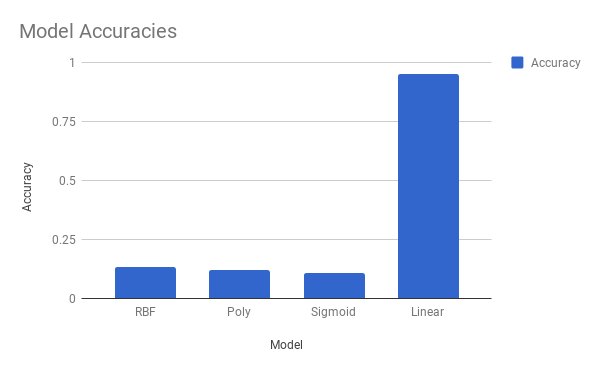 Model Accuracies
1
Accuracy
0.75
0.5
Accuracy
0.25
0
RBF Poly Sigmoid Linear
Model